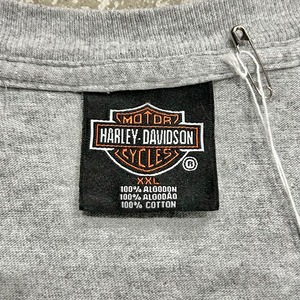 MOTOR
HARLEY-DAVIDSON
CYCLES
®
XXL
100% ALGODON
100% ALGODÃO
100% COTTON